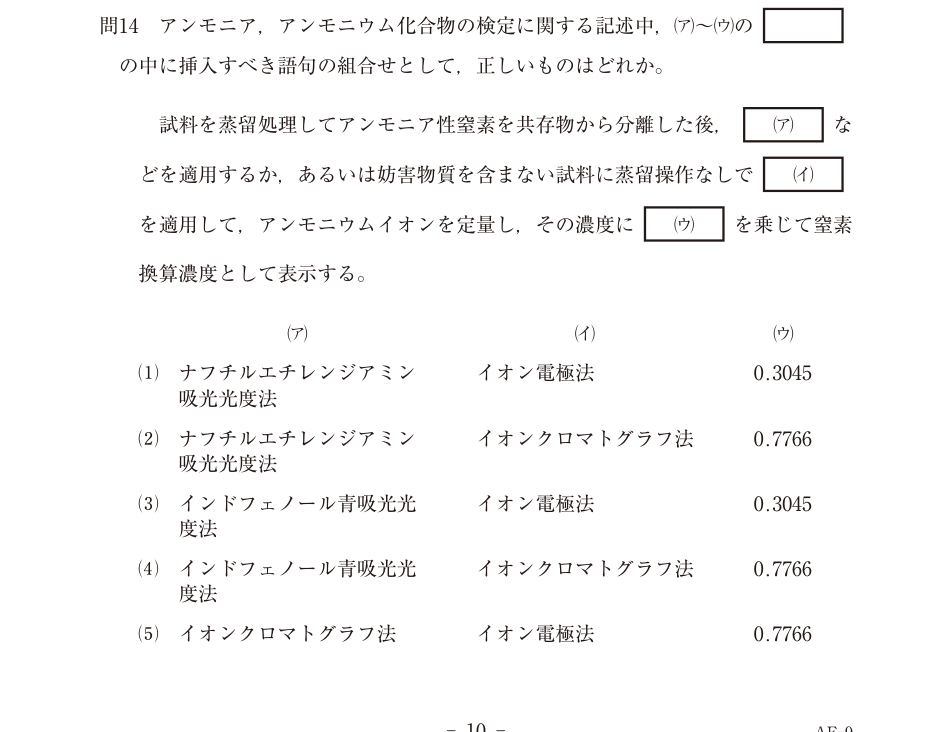 問14 アンモニア，アンモニウム化合物の検定に関する記述中，㋐〜㋒の
の中に挿入すべき語句の組合せとして，正しいものはどれか。
試料を蒸留処理してアンモニア性窒素を共存物から分離した後， (ア) な
どを適用するか，あるいは妨害物質を含まない試料に蒸留操作なしで (イ)
を適用して，アンモニウムイオンを定量し，その濃度に (ウ) を乗じて窒素
換算濃度として表示する。
(ア) (イ) (ウ)
(1) ナフチルエチレンジアミン イオン電極法 0.3045
吸光光度法
(2) ナフチルエチレンジアミン イオンクロマトグラフ法 0.7766
吸光光度法
(3) インドフェノール青吸光光 イオン電極法 0.3045
度法
(4) インドフェノール青吸光光 イオンクロマトグラフ法 0.7766
度法
(5) イオンクロマトグラフ法 イオン電極法 0.7766
－ 10 －